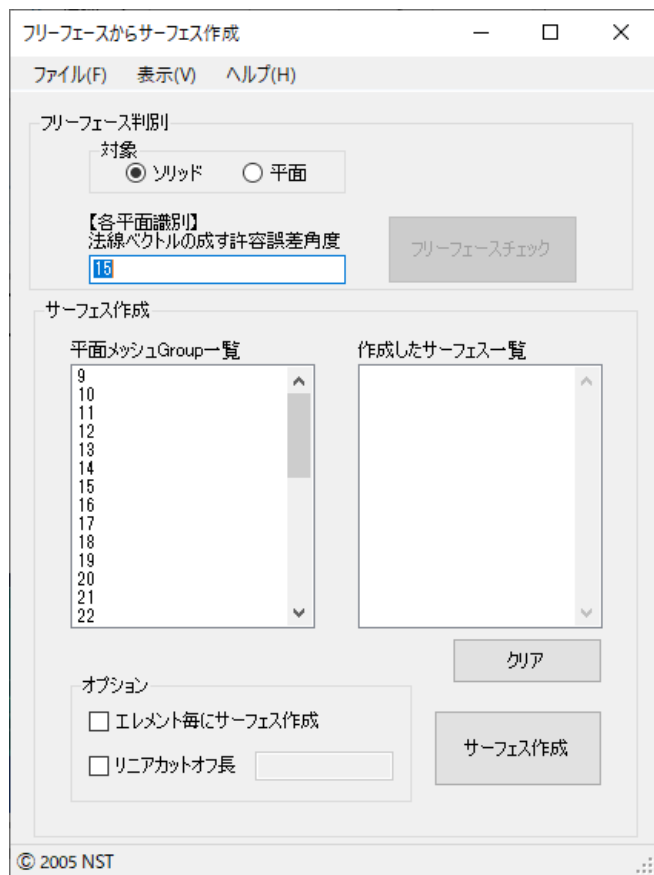 フリーフェースからサーフェス作成
ファイル(F) 表示(V) ヘルプ(H)
フリーフェース判別
対象
ソリッド 平面
【各平面識別】
法線ベクトルの成す許容誤差角度
15
フリーフェースチェック
サーフェス作成
平面メッシュGroup一覧
作成したサーフェス一覧
9
10
11
12
13
14
15
16
17
18
19
20
21
22
クリア
オプション
エレメント毎にサーフェス作成
リニアカットオフ長
サーフェス作成
© 2005 NST